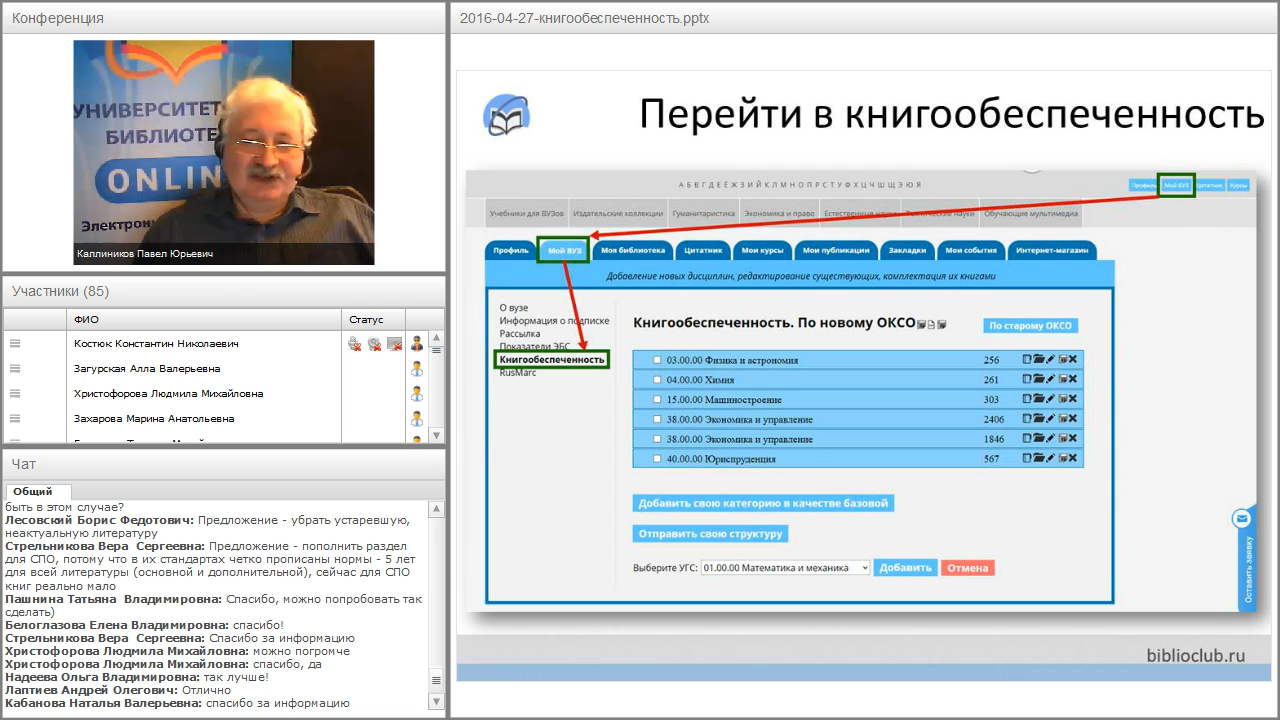 Конференция
УНИВЕРСИТЕТ
БИБЛИОТЕ
ONLIN
Электронн
Каллиников Павел Юрьевич
Участники (85)
ФИО Статус
Костюк Константин Николаевич
Загурская Алла Валерьевна
Христофорова Людмила Михайловна
Захарова Марина Анатольевна
Чат
Общий
быть в этом случае?
Лесовский Борис Федотович: Предложение - убрать устаревшую,
неактуальную литературу
Стрельникова Вера Сергеевна: Предложение - пополнить раздел
для СПО, потому что в их стандартах четко прописаны нормы - 5 лет
для всей литературы (основной и дополнительной), сейчас для СПО
книг реально мало
Пашнина Татьяна Владимировна: Спасибо, можно попробовать так
сделать)
Белоглазова Елена Владимировна: спасибо!
Стрельникова Вера Сергеевна: Спасибо за информацию
Христофорова Людмила Михайловна: можно погромче
Христофорова Людмила Михайловна: спасибо, да
Надеева Ольга Владимировна: так лучше!
Лаптиев Андрей Олегович: Отлично
Кабанова Наталья Валерьевна: спасибо за информацию
2016-04-27-книгообеспеченность.pptx
Перейти в книгообеспеченность
А Б В Г Д Е Ё Ж З И Й К Л М Н О П Р С Т У Ф Х Ц Ч Ш Щ Э Ю Я
Профиль Мой ВУЗ Цитатник Курсы
Учебники для ВУЗов Издательские коллекции Гуманитаристика Экономика и право Естественные науки Технические науки Обучающие мультимедиа
Профиль Мой ВУЗ Моя библиотека Цитатник Мои курсы Мои публикации Закладки Мои события Интернет-магазин
Добавление новых дисциплин, редактирование существующих, комплектация их книгами
О вузе
Информация о подписке
Рассылка
Показатели ЭБС
Книгообеспеченность
RusMarc
Книгообеспеченность. По новому ОКСО
По старому ОКСО
03.00.00 Физика и астрономия 256
04.00.00 Химия 261
15.00.00 Машиностроение 303
38.00.00 Экономика и управление 2406
38.00.00 Экономика и управление 1846
40.00.00 Юриспруденция 567
Добавить свою категорию в качестве базовой
Отправить свою структуру
Выберите УГС: 01.00.00 Математика и механика Добавить Отмена
Оставить заявку
biblioclub.ru